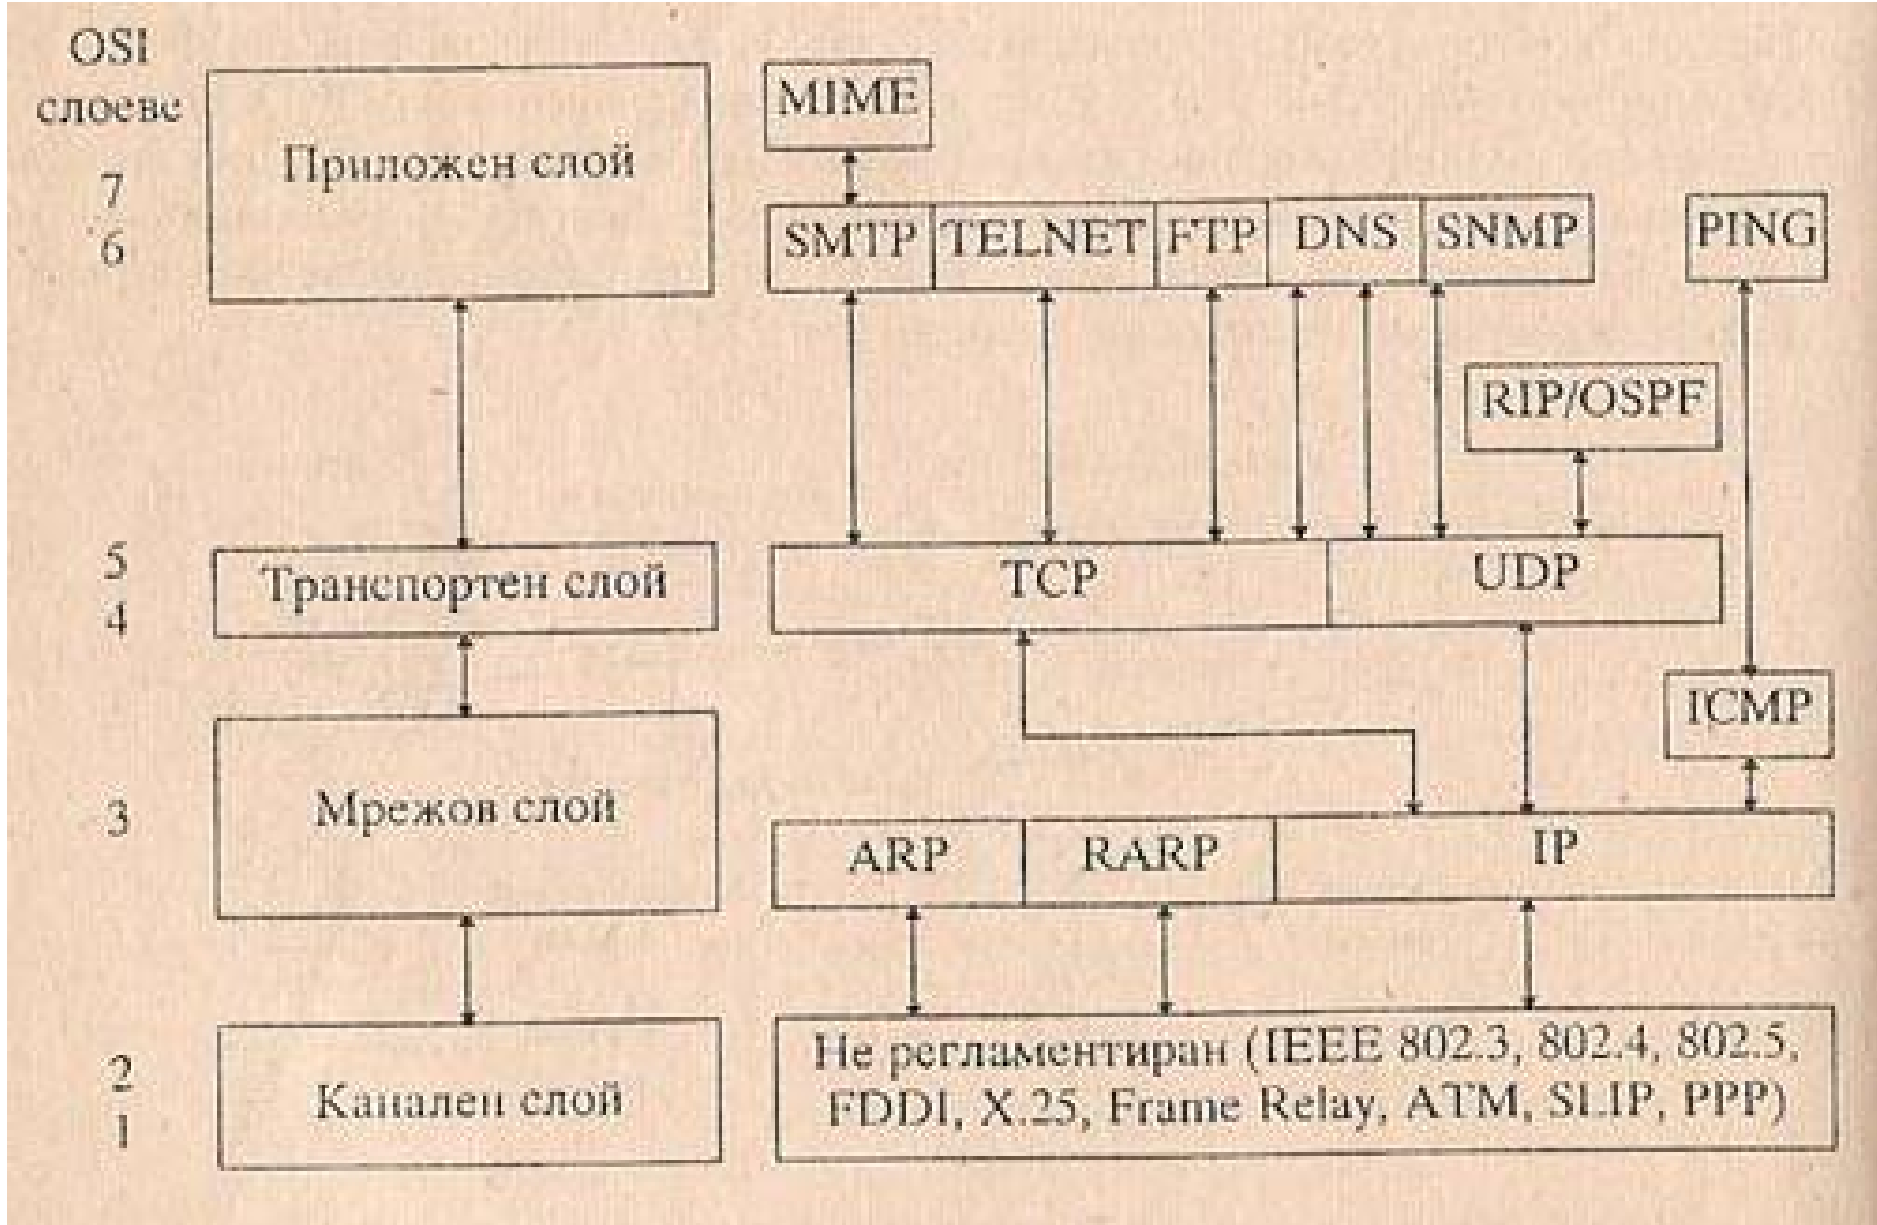 OSI
слоеве
7
6
5
4
3
2
1
Приложен слой
Транспортен слой
Мрежов слой
Канален слой
MIME
SMTP TELNET FTP DNS SNMP
PING
RIP/OSPF
TCP UDP
ICMP
ARP RARP IP
Не регламентиран (IEEE 802.3, 802.4, 802.5,
FDDI, X.25, Frame Relay, ATM, SLIP, PPP)